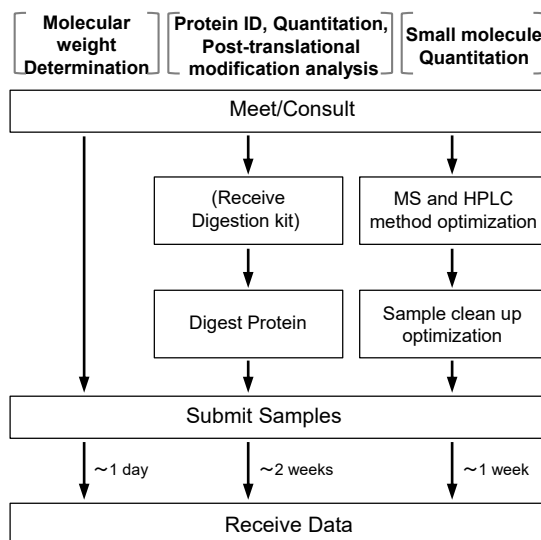 Molecular
weight
Determination
Protein ID, Quantitation,
Post-translational
modification analysis
Small molecule
Quantitation
Meet/Consult
(Receive
Digestion kit)
MS and HPLC
method optimization
Digest Protein
Sample clean up
optimization
Submit Samples
~1 day
~2 weeks
~1 week
Receive Data